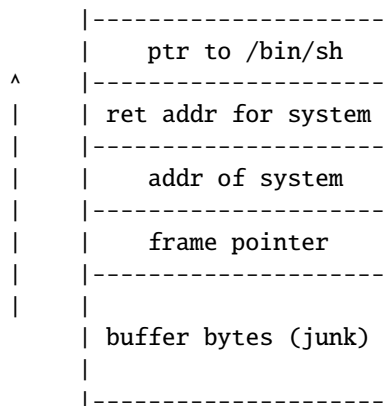 |---------------------
|    ptr to /bin/sh
^    |---------------------
|    | ret addr for system
|    |---------------------
|    |    addr of system
|    |---------------------
|    |    frame pointer
|    |---------------------
|    |
| buffer bytes (junk)
|
|---------------------